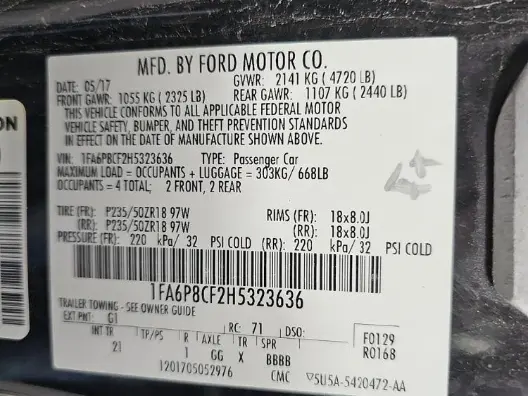 MFD. BY FORD MOTOR CO.
DATE: 05/17 GVWR: 2141 KG (4720 LB)
FRONT GAWR: 1055 KG (2325 LB) REAR GAWR: 1107 KG (2440 LB)
THIS VEHICLE CONFORMS TO ALL APPLICABLE FEDERAL MOTOR
VEHICLE SAFETY, BUMPER, AND THEFT PREVENTION STANDARDS
IN EFFECT ON THE DATE OF MANUFACTURE SHOWN ABOVE.
VIN: 1FA6P8CF2H5323636 TYPE: Passenger Car
MAXIMUM LOAD = OCCUPANTS + LUGGAGE = 303KG/668LB
OCCUPANTS = 4 TOTAL; 2 FRONT, 2 REAR
TIRE (FR): P235/50ZR18 97W RIMS (FR): 18x8.0J
(RR): P235/50ZR18 97W (RR): 18x8.0J
PRESSURE (FR): 220 kPa/ 32 PSI COLD (RR): 220 kPa/ 32 PSI COLD
1FA6P8CF2H5323636
TRAILER TOWING - SEE OWNER GUIDE
EXT PNT: G1 RC: 71 DSO: F0129
INT TR TP/PS R AXLE TR SPR R0168
21 1 GG X BBBB
1201705052976 CMC ▽5U5A-5420472-AA